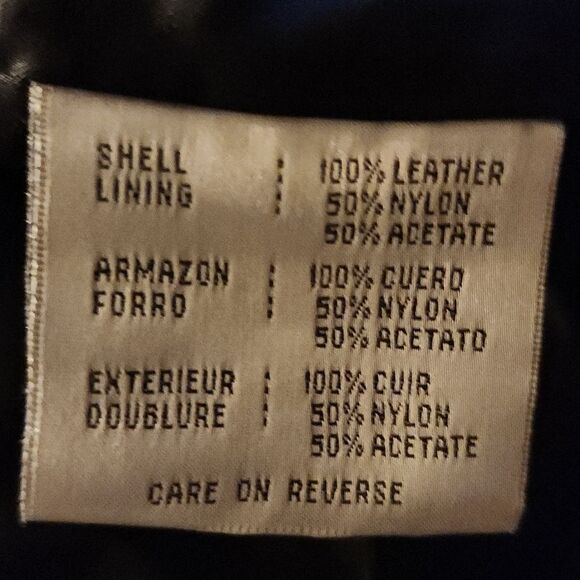 SHELL : 100% LEATHER
LINING : 50% NYLON
50% ACETATE
ARMAZON : 100% CUERO
FORRO : 50% NYLON
50% ACETATO
EXTERIEUR : 100% CUIR
DOUBLURE : 50% NYLON
50% ACETATE
CARE ON REVERSE